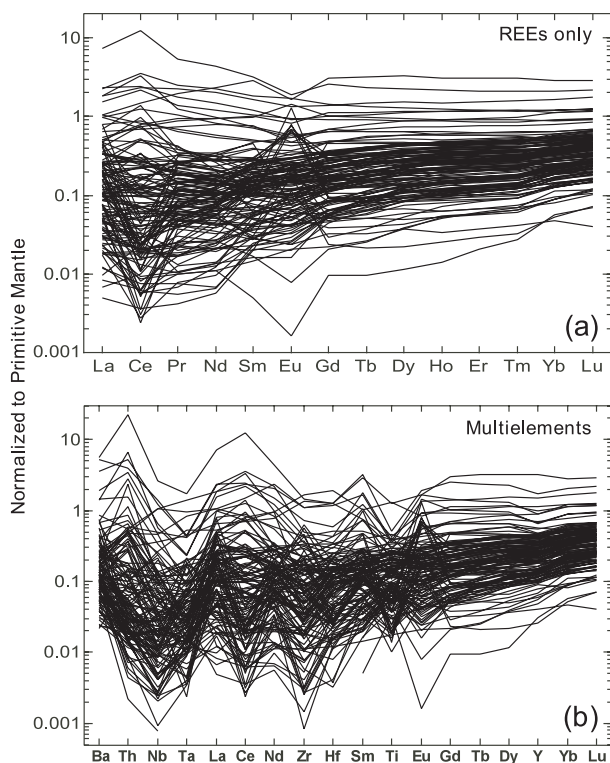 10
REEs only
1
0.1
0.01
(a)
0.001
La Ce Pr Nd Sm Eu Gd Tb Dy Ho Er Tm Yb Lu
Normalized to Primitive Mantle
Multielements
10
1
0.1
0.01
0.001
(b)
Ba Th Nb Ta La Ce Nd Zr Hf Sm Ti Eu Gd Tb Dy Y Yb Lu